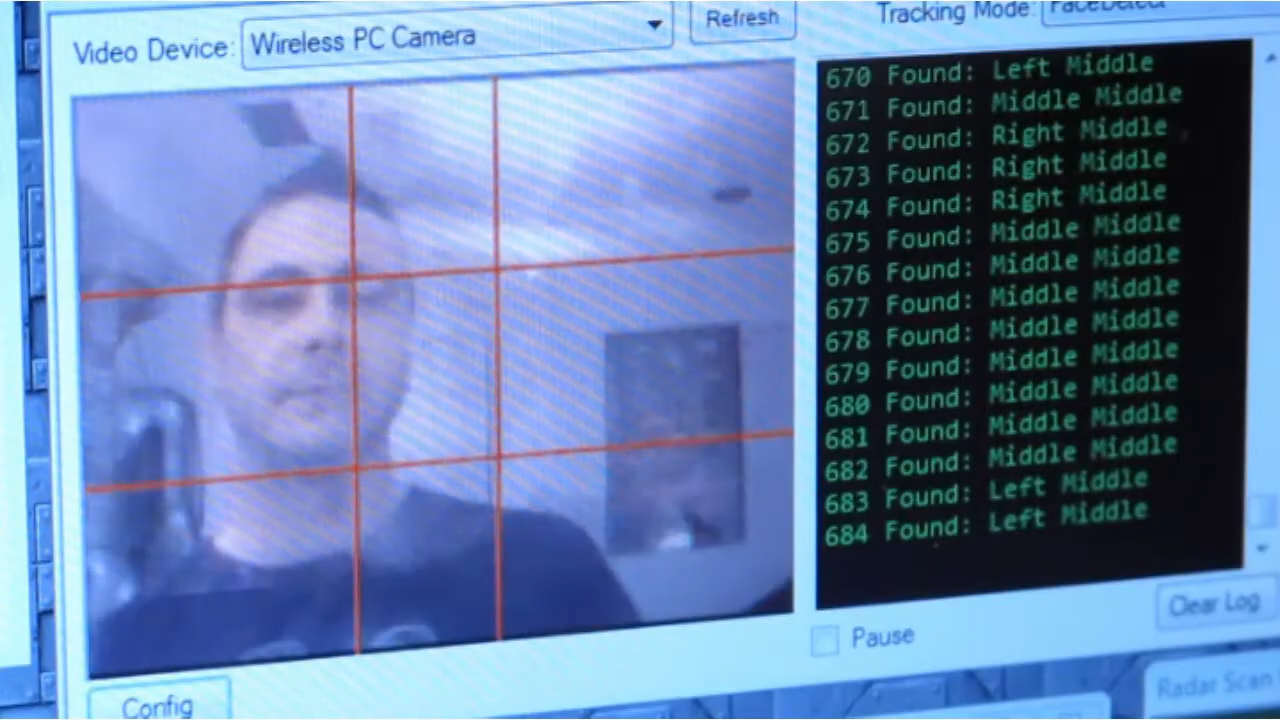 Video Device: Wireless PC Camera Refresh Tracking Mode: FaceDetect
670 Found: Left Middle
671 Found: Middle Middle
672 Found: Right Middle
673 Found: Right Middle
674 Found: Right Middle
675 Found: Middle Middle
676 Found: Middle Middle
677 Found: Middle Middle
678 Found: Middle Middle
679 Found: Middle Middle
680 Found: Middle Middle
681 Found: Middle Middle
682 Found: Middle Middle
683 Found: Left Middle
684 Found: Left Middle
Clear Log
Pause
Config
Radar Scan